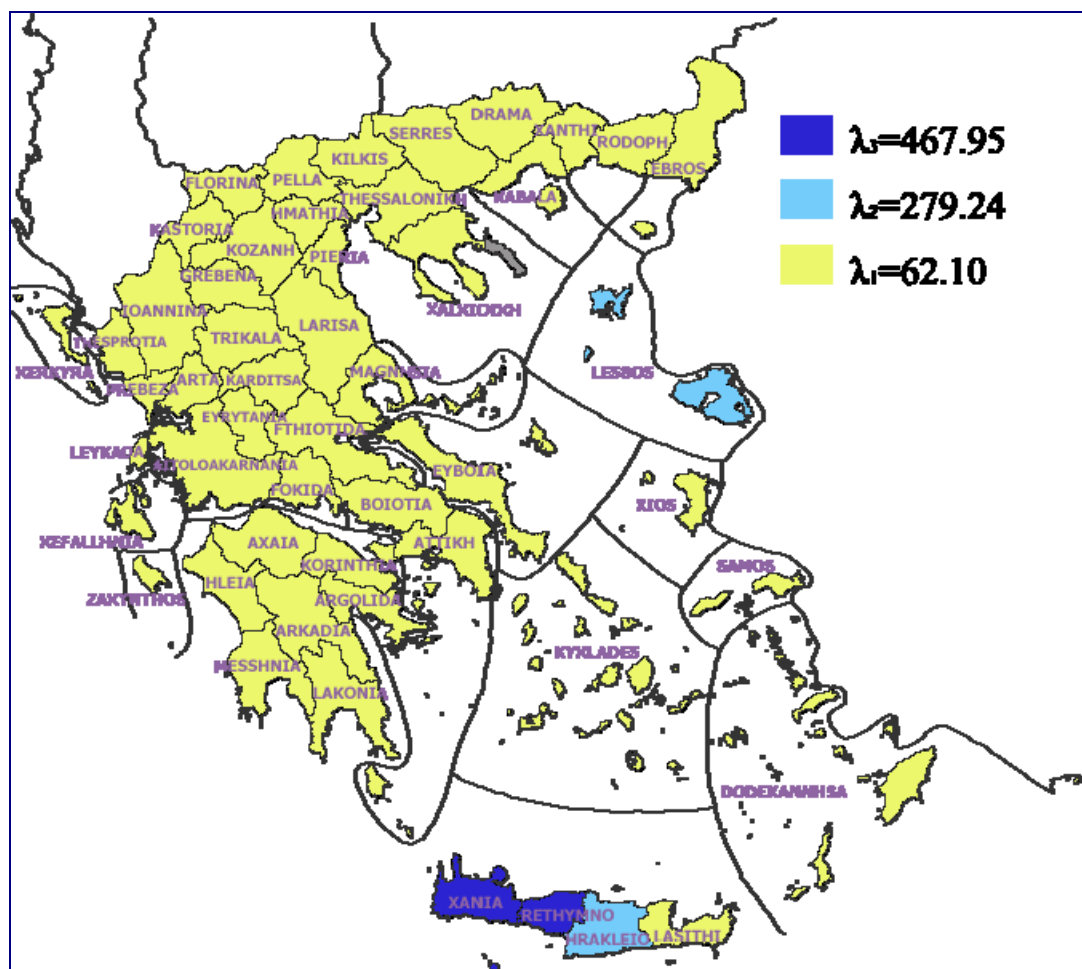 DRAMA
SERRES
XANTHI
RODOPH
KILKIS
EBROS
FLORINA
PELLA
THESSALONIKH
KABALA
HMATHIA
KASTORIA
KOZANH
PIERIA
GREBENA
XALKIDIKH
IOANNINA
LARISA
THESPROTIA
TRIKALA
KERKYRA
LESBOS
MAGNHSIA
PREBEZA
ARTA
KARDITSA
EYRYTANIA
FTHIOTIDA
LEYKADA
AITOLOAKARNANIA
EYBOIA
FOKIDA
BOIOTIA
XIOS
KEFALLHNIA
AXAIA
ATTIKH
KORINTHIA
SAMOS
HLEIA
ZAKYNTHOS
ARGOLIDA
ARKADIA
KYKLADES
MESSHNIA
LAKONIA
DODEKANNHSA
XANIA
RETHYMNO
HRAKLEIO
LASITHI
λ₃=467.95
λ₂=279.24
λ₁=62.10